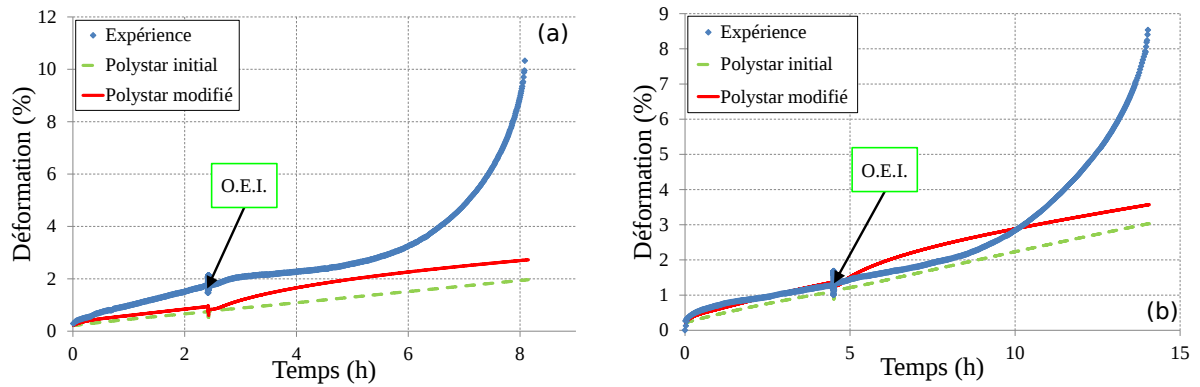 12
10
8
6
4
2
0
Déformation (%)
Expérience
Polystar initial
Polystar modifié
(a)
O.E.I.
0
2
4
6
8
Temps (h)
9
8
7
6
5
4
3
2
1
0
Déformation (%)
Expérience
Polystar initial
Polystar modifié
O.E.I.
(b)
0
5
10
15
Temps (h)